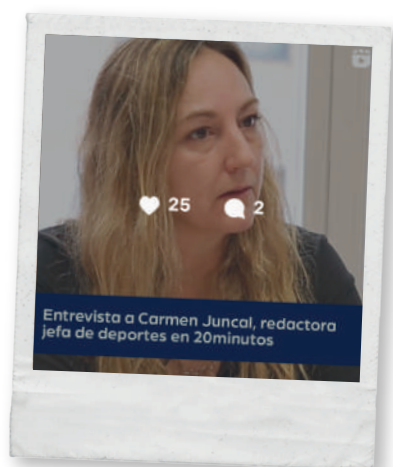 25 2
Entrevista a Carmen Juncal, redactora
jefa de deportes en 20minutos